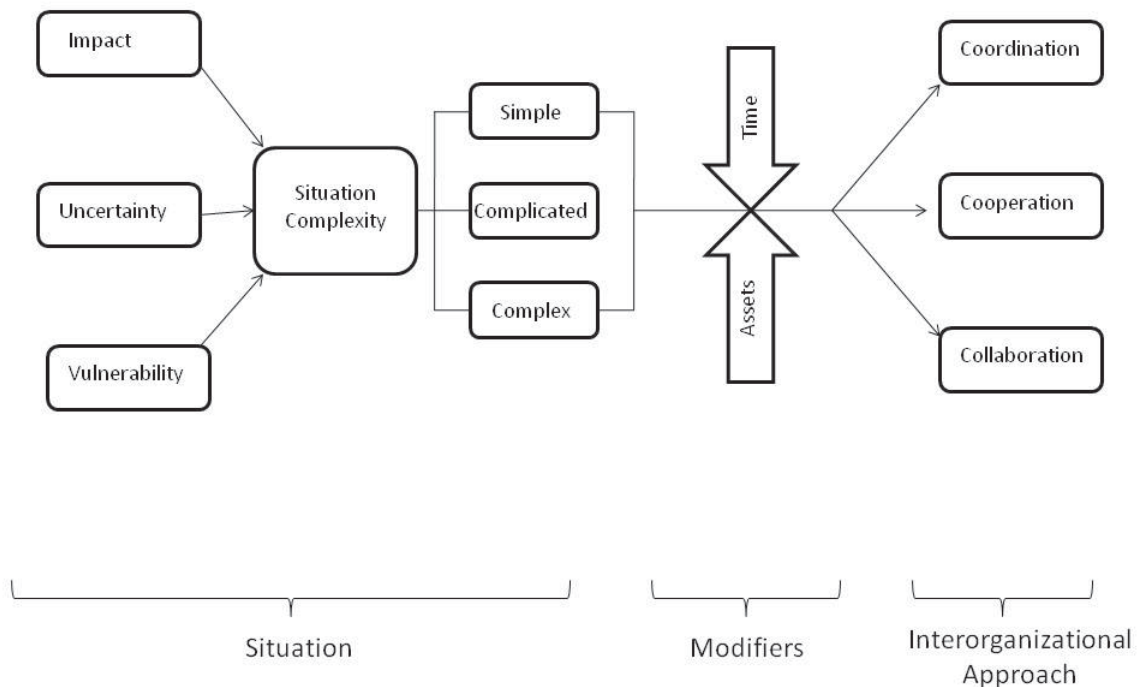 Impact
Uncertainty
Vulnerability
Situation
Complexity
Simple
Complicated
Complex
Time
Assets
Coordination
Cooperation
Collaboration
Situation
Modifiers
Interorganizational
Approach